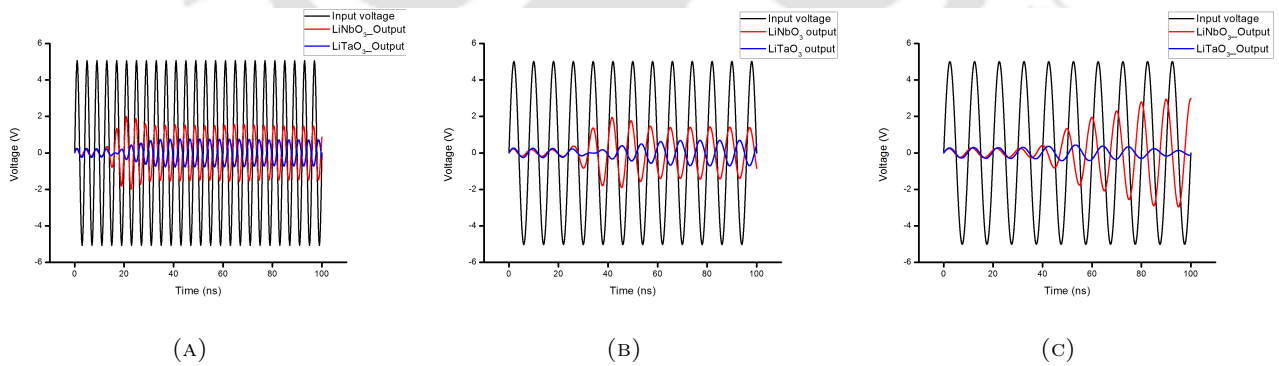 Input voltage
LiNbO3_Output
LiTaO3_Output
6
4
2
0
-2
-4
-6
Voltage (V)
0
20
40
60
80
100
Time (ns)
(A)
Input voltage
LiNbO3 output
LiTaO3 output
6
4
2
0
-2
-4
-6
Voltage (V)
0
20
40
60
80
100
Time (ns)
(B)
Input voltage
LiNbO3_Output
LiTaO3_Output
6
4
2
0
-2
-4
-6
Voltage (V)
0
20
40
60
80
100
Time (ns)
(C)